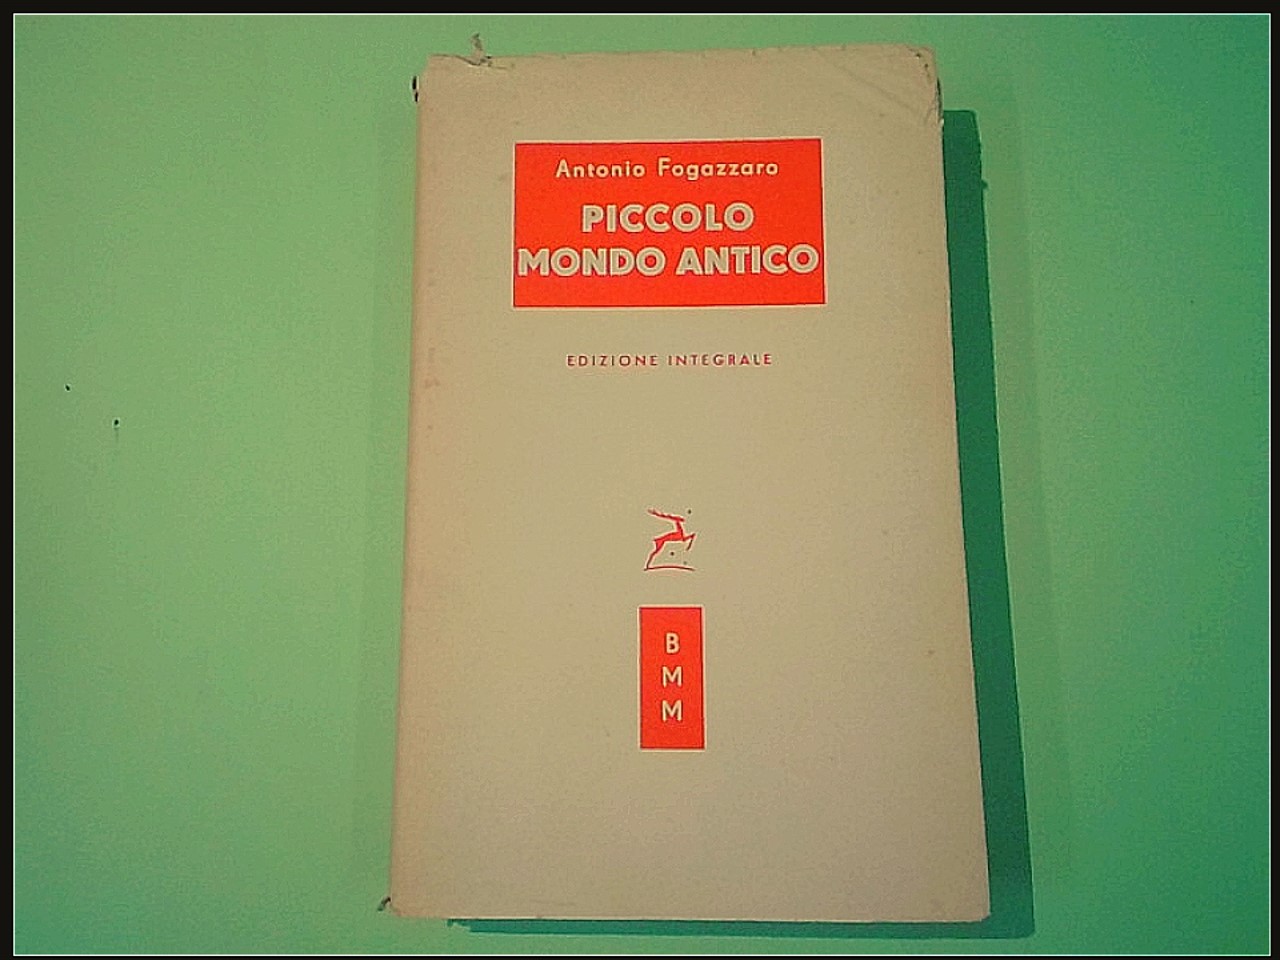 Antonio Fogazzaro
PICCOLO
MONDO ANTICO
EDIZIONE INTEGRALE
B
M
M